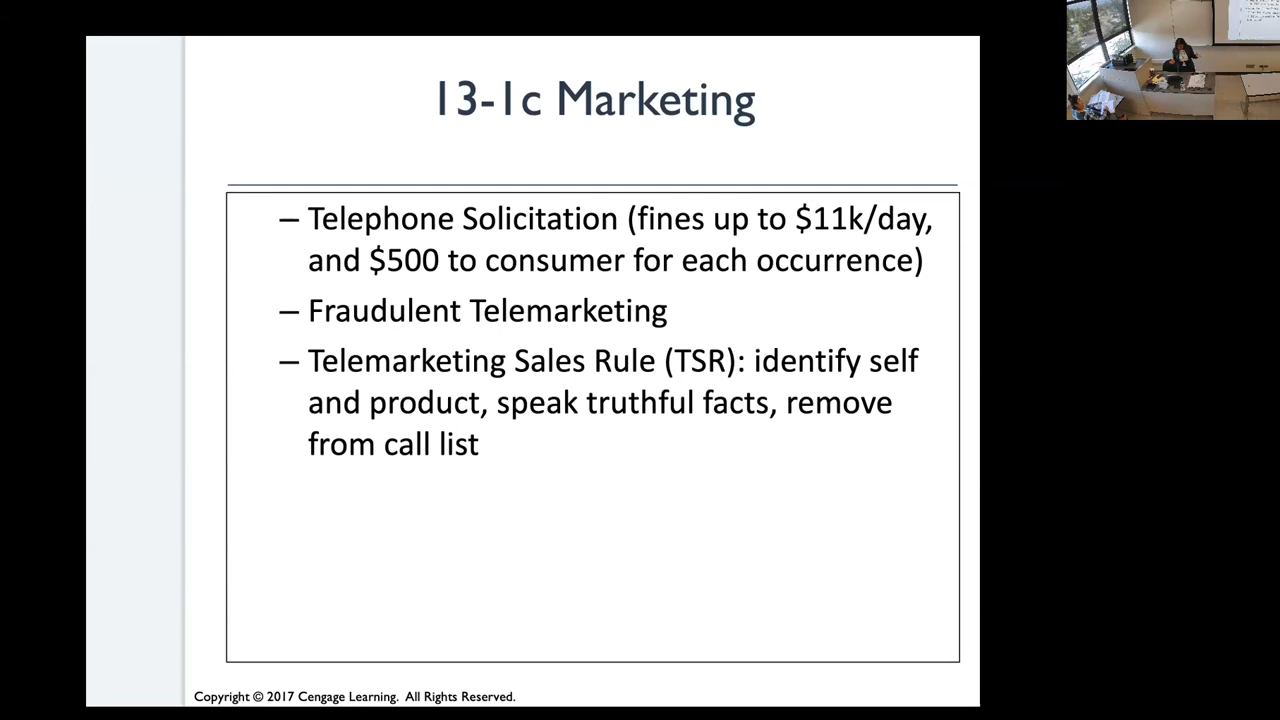 13-1c Marketing
– Telephone Solicitation (fines up to $11k/day,
and $500 to consumer for each occurrence)
– Fraudulent Telemarketing
– Telemarketing Sales Rule (TSR): identify self
and product, speak truthful facts, remove
from call list
Copyright © 2017 Cengage Learning. All Rights Reserved.